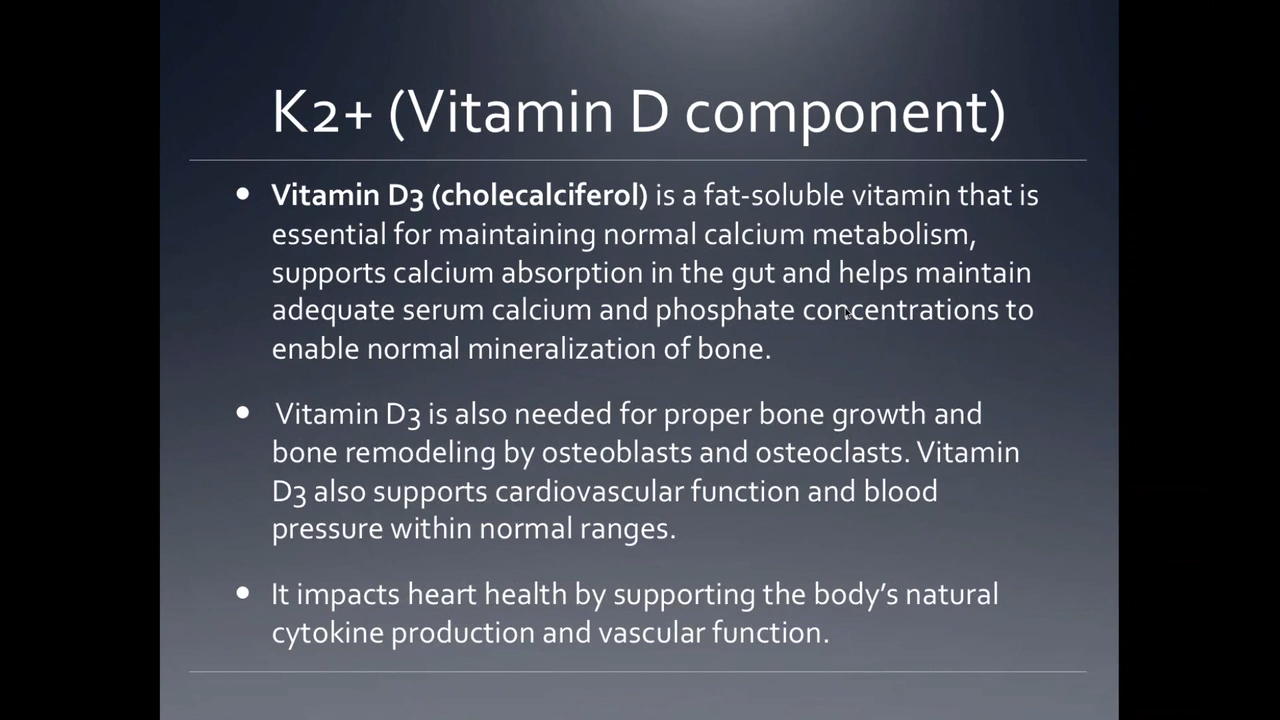 K2+ (Vitamin D component)
• Vitamin D3 (cholecalciferol) is a fat-soluble vitamin that is
essential for maintaining normal calcium metabolism,
supports calcium absorption in the gut and helps maintain
adequate serum calcium and phosphate concentrations to
enable normal mineralization of bone.
• Vitamin D3 is also needed for proper bone growth and
bone remodeling by osteoblasts and osteoclasts. Vitamin
D3 also supports cardiovascular function and blood
pressure within normal ranges.
• It impacts heart health by supporting the body’s natural
cytokine production and vascular function.